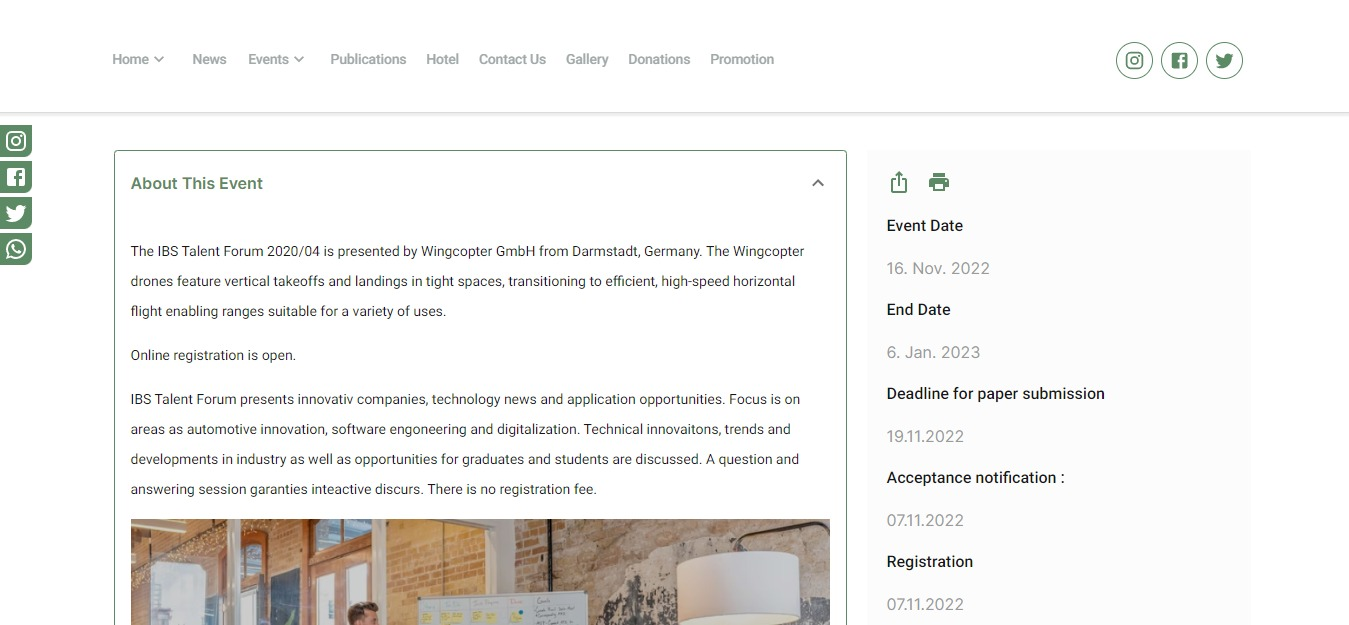 Home News Events Publications Hotel Contact Us Gallery Donations Promotion
About This Event
The IBS Talent Forum 2020/04 is presented by Wingcopter GmbH from Darmstadt, Germany. The Wingcopter
drones feature vertical takeoffs and landings in tight spaces, transitioning to efficient, high-speed horizontal
flight enabling ranges suitable for a variety of uses.
Online registration is open.
IBS Talent Forum presents innovativ companies, technology news and application opportunities. Focus is on
areas as automotive innovation, software engoneering and digitalization. Technical innovaitons, trends and
developments in industry as well as opportunities for graduates and students are discussed. A question and
answering session garanties inteactive discurs. There is no registration fee.
Event Date
16. Nov. 2022
End Date
6. Jan. 2023
Deadline for paper submission
19.11.2022
Acceptance notification :
07.11.2022
Registration
07.11.2022